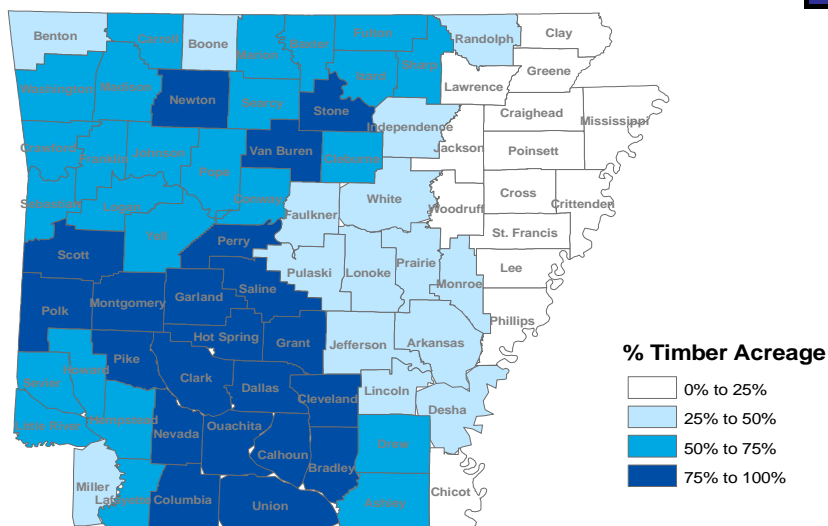 Benton
Carroll
Boone
Marion
Baxter
Fulton
Randolph
Clay
Washington
Madison
Newton
Searcy
Stone
Izard
Sharp
Lawrence
Greene
Independence
Craighead
Mississippi
Crawford
Franklin
Johnson
Pope
Van Buren
Cleburne
Jackson
Poinsett
Sebastian
Logan
Conway
Faulkner
White
Woodruff
Cross
Crittenden
Scott
Yell
Perry
Pulaski
Lonoke
Prairie
Monroe
St. Francis
Lee
Polk
Montgomery
Garland
Saline
Hot Spring
Grant
Jefferson
Arkansas
Phillips
Sevier
Howard
Pike
Clark
Dallas
Cleveland
Lincoln
Desha
Little River
Hempstead
Nevada
Ouachita
Calhoun
Bradley
Drew
Miller
Lafayette
Columbia
Union
Ashley
Chicot
% Timber Acreage
0% to 25%
25% to 50%
50% to 75%
75% to 100%